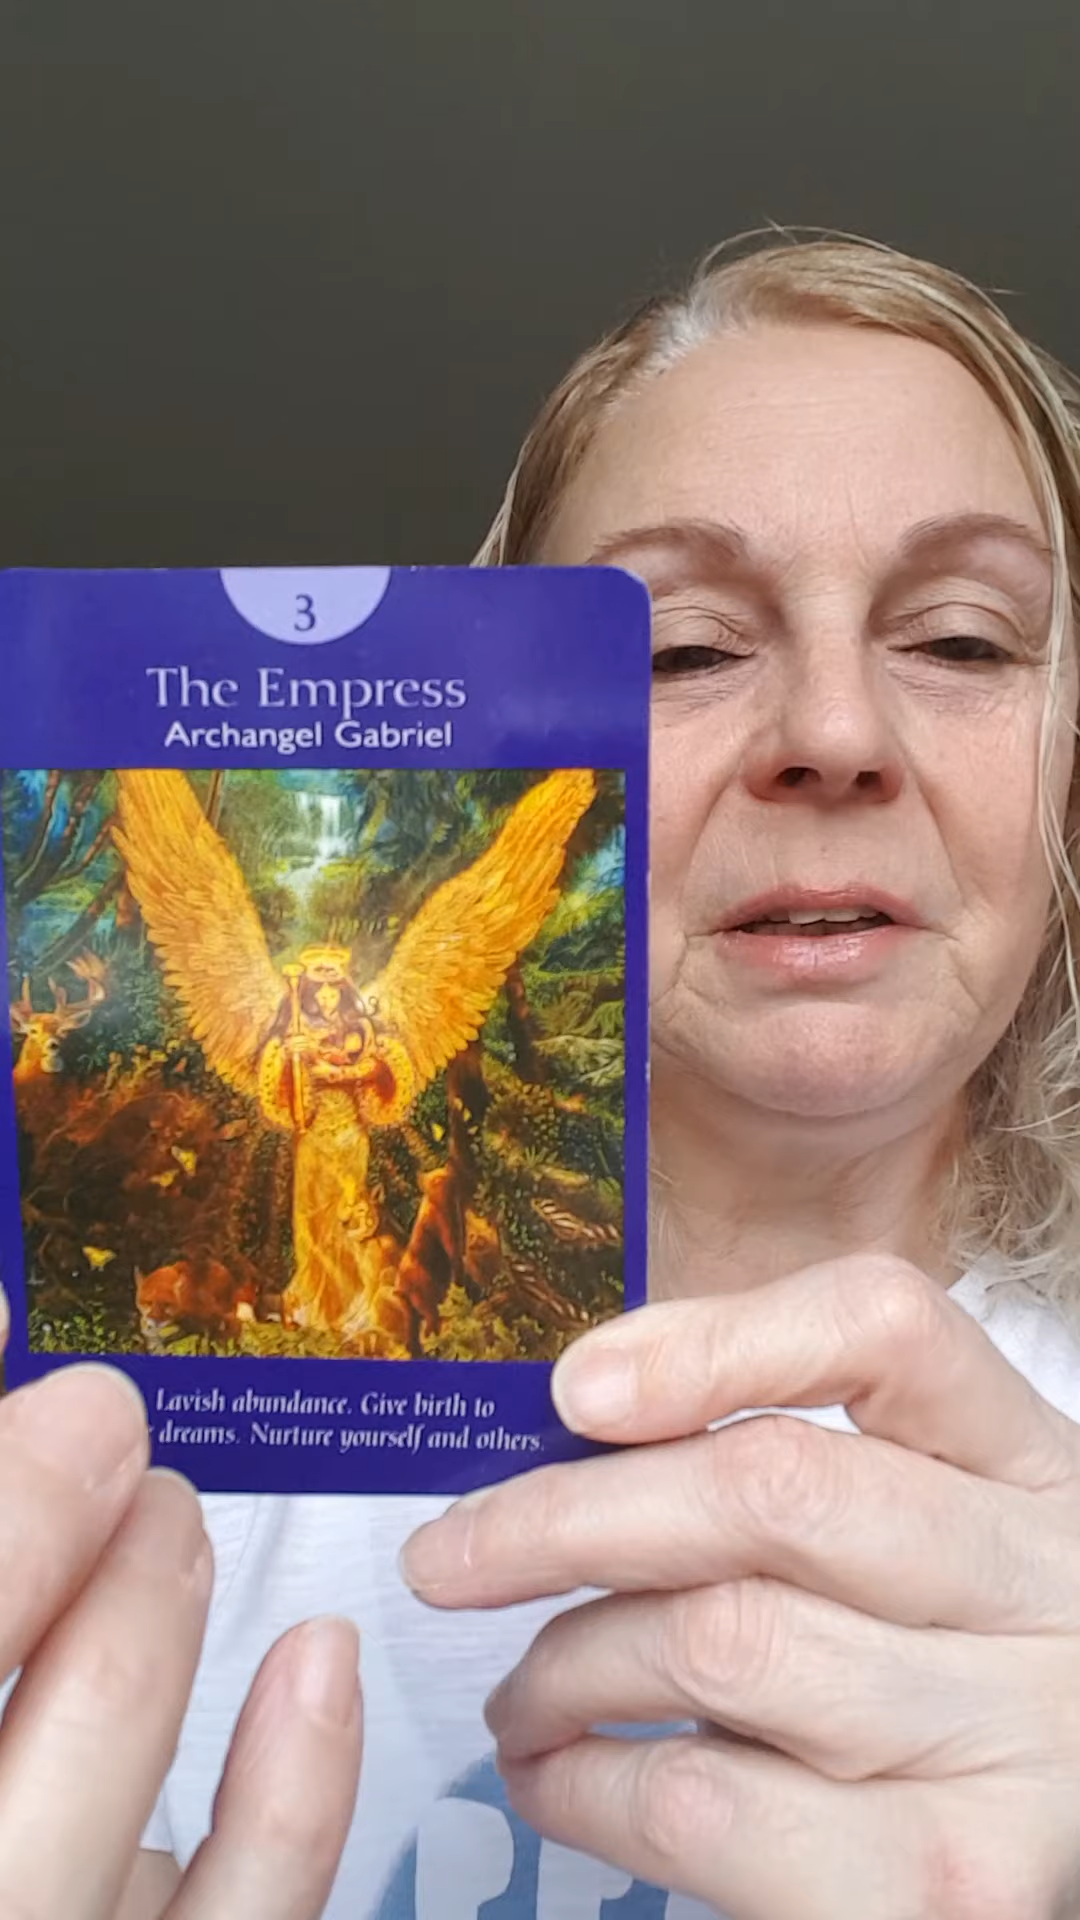 3
The Empress
Archangel Gabriel
Lavish abundance. Give birth to
dreams. Nurture yourself and others.